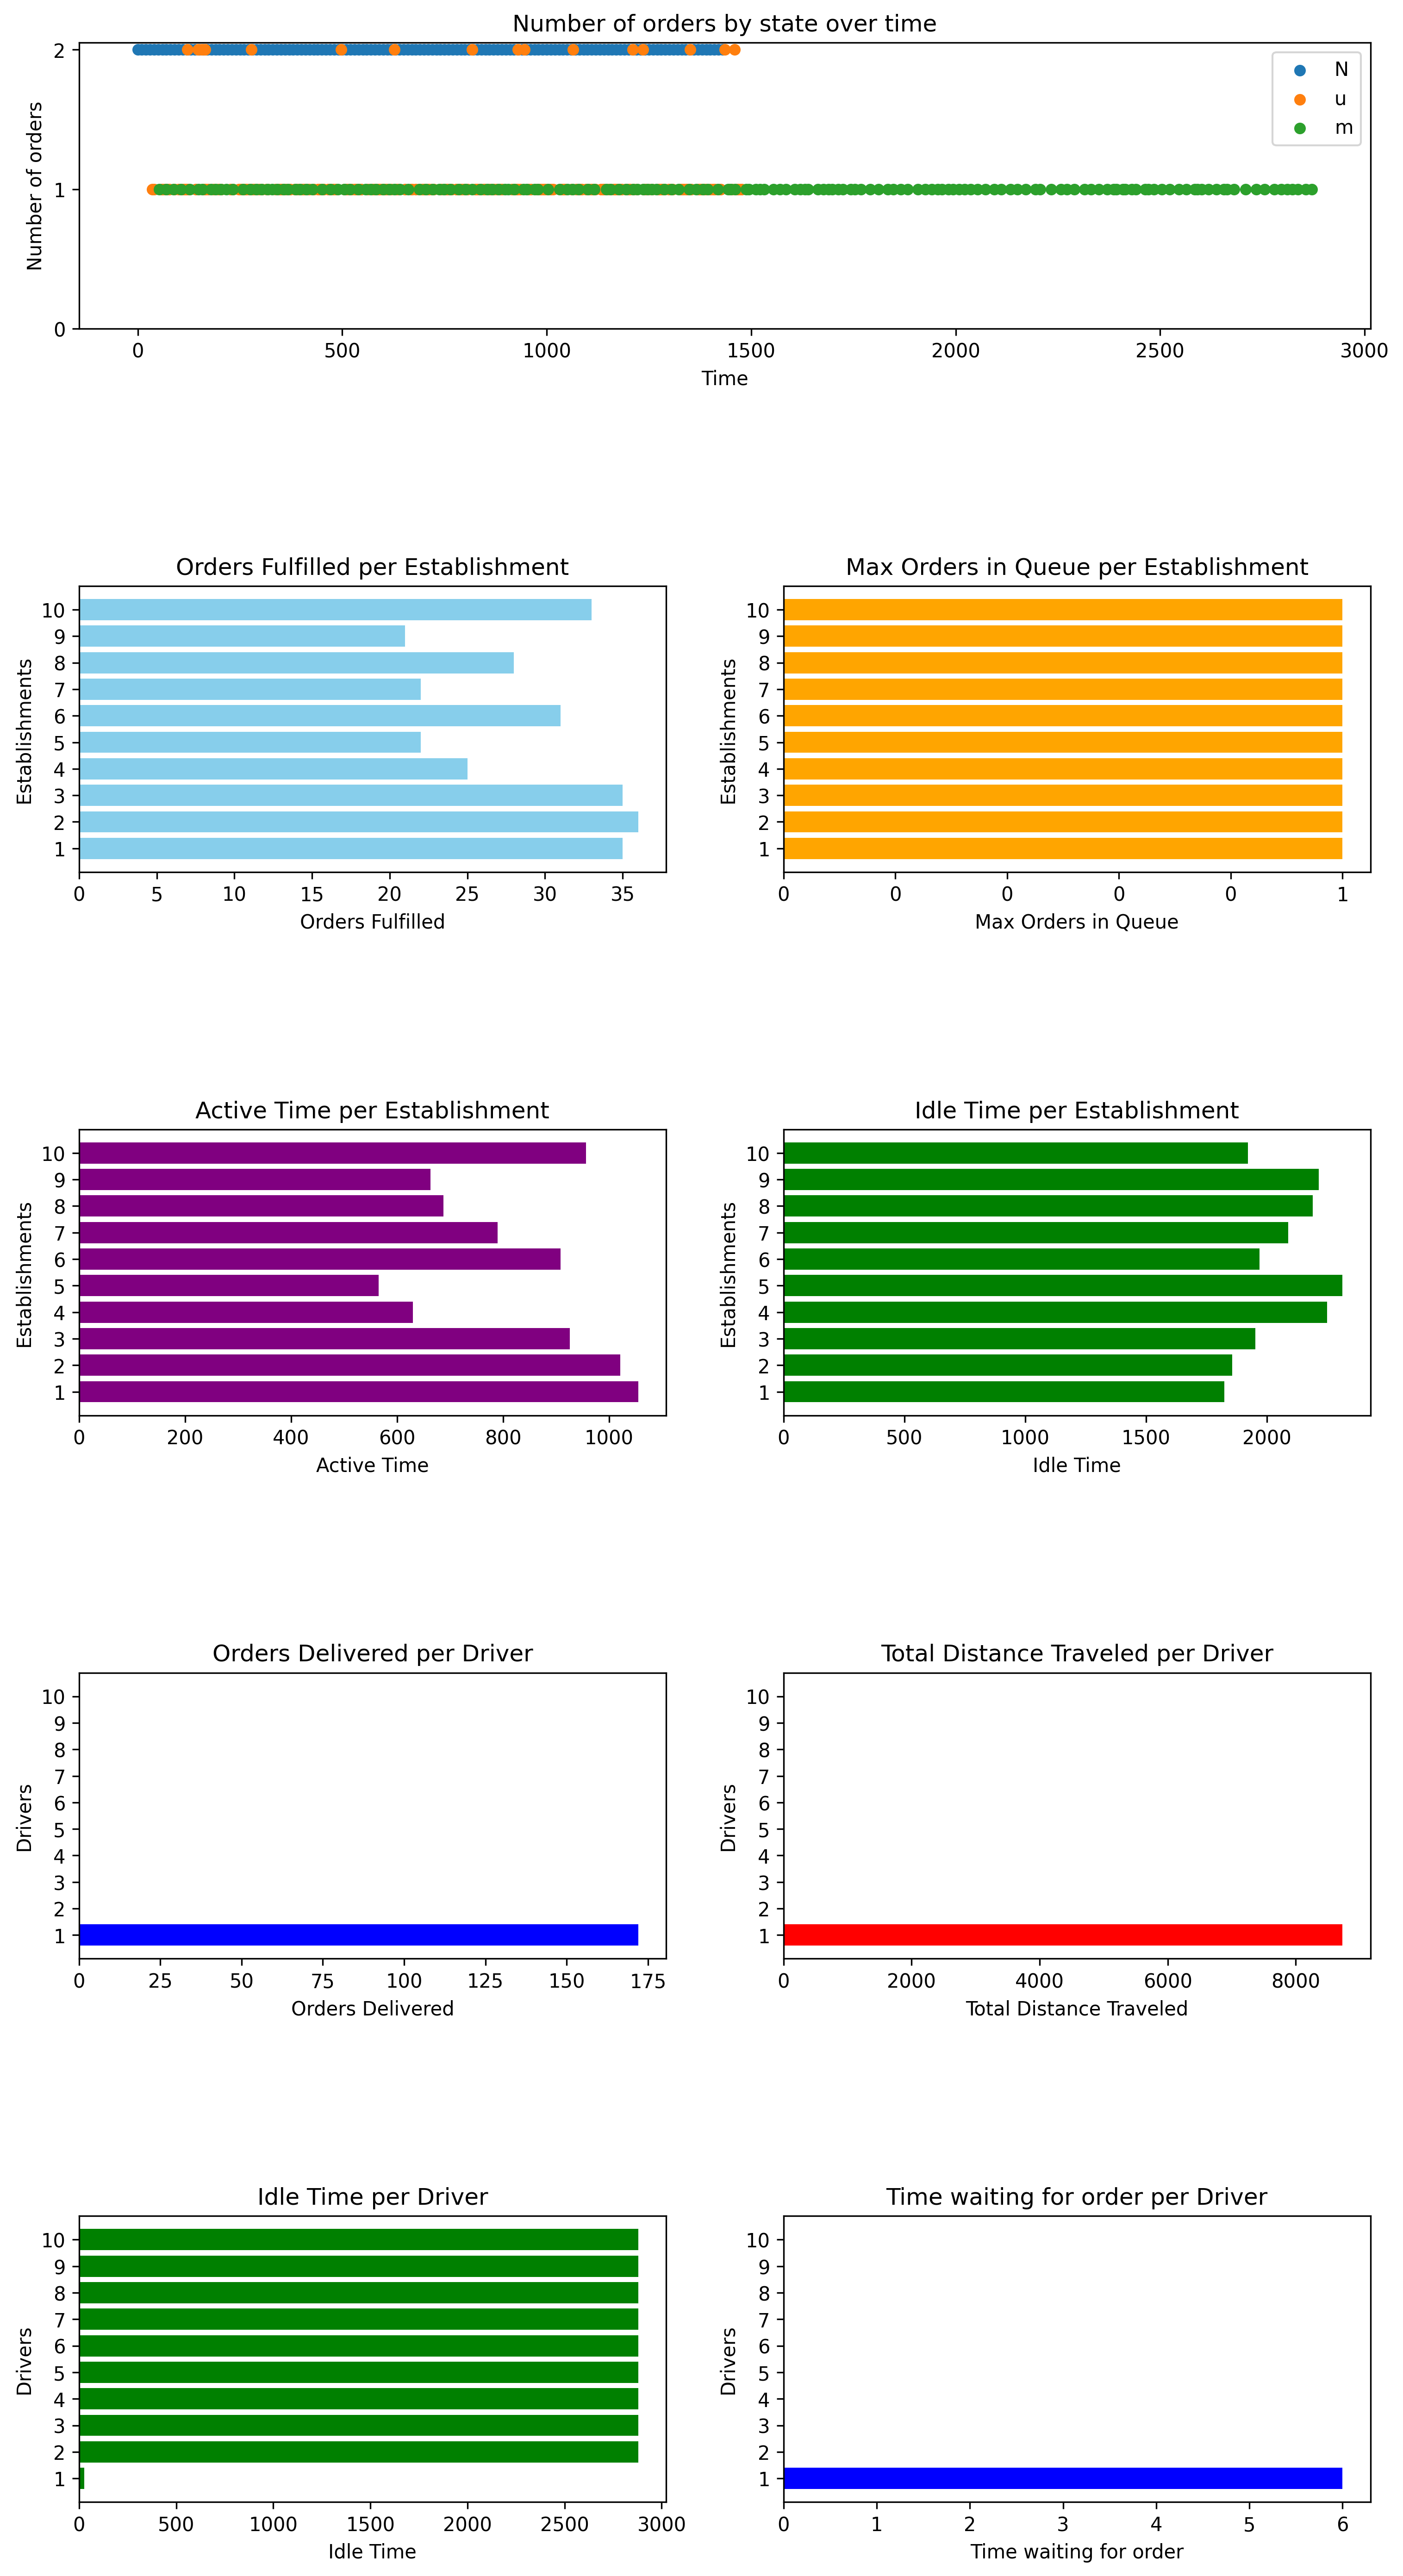 Number of orders by state over time
Number of orders
2
1
0
N
u
m
0 500 1000 1500 2000 2500 3000
Time
Orders Fulfilled per Establishment
Establishments
10
9
8
7
6
5
4
3
2
1
0 5 10 15 20 25 30 35
Orders Fulfilled
Max Orders in Queue per Establishment
Establishments
10
9
8
7
6
5
4
3
2
1
0 0 0 0 0 1
Max Orders in Queue
Active Time per Establishment
Establishments
10
9
8
7
6
5
4
3
2
1
0 200 400 600 800 1000
Active Time
Idle Time per Establishment
Establishments
10
9
8
7
6
5
4
3
2
1
0 500 1000 1500 2000
Idle Time
Orders Delivered per Driver
Drivers
10
9
8
7
6
5
4
3
2
1
0 25 50 75 100 125 150 175
Orders Delivered
Total Distance Traveled per Driver
Drivers
10
9
8
7
6
5
4
3
2
1
0 2000 4000 6000 8000
Total Distance Traveled
Idle Time per Driver
Drivers
10
9
8
7
6
5
4
3
2
1
0 500 1000 1500 2000 2500 3000
Idle Time
Time waiting for order per Driver
Drivers
10
9
8
7
6
5
4
3
2
1
0 1 2 3 4 5 6
Time waiting for order